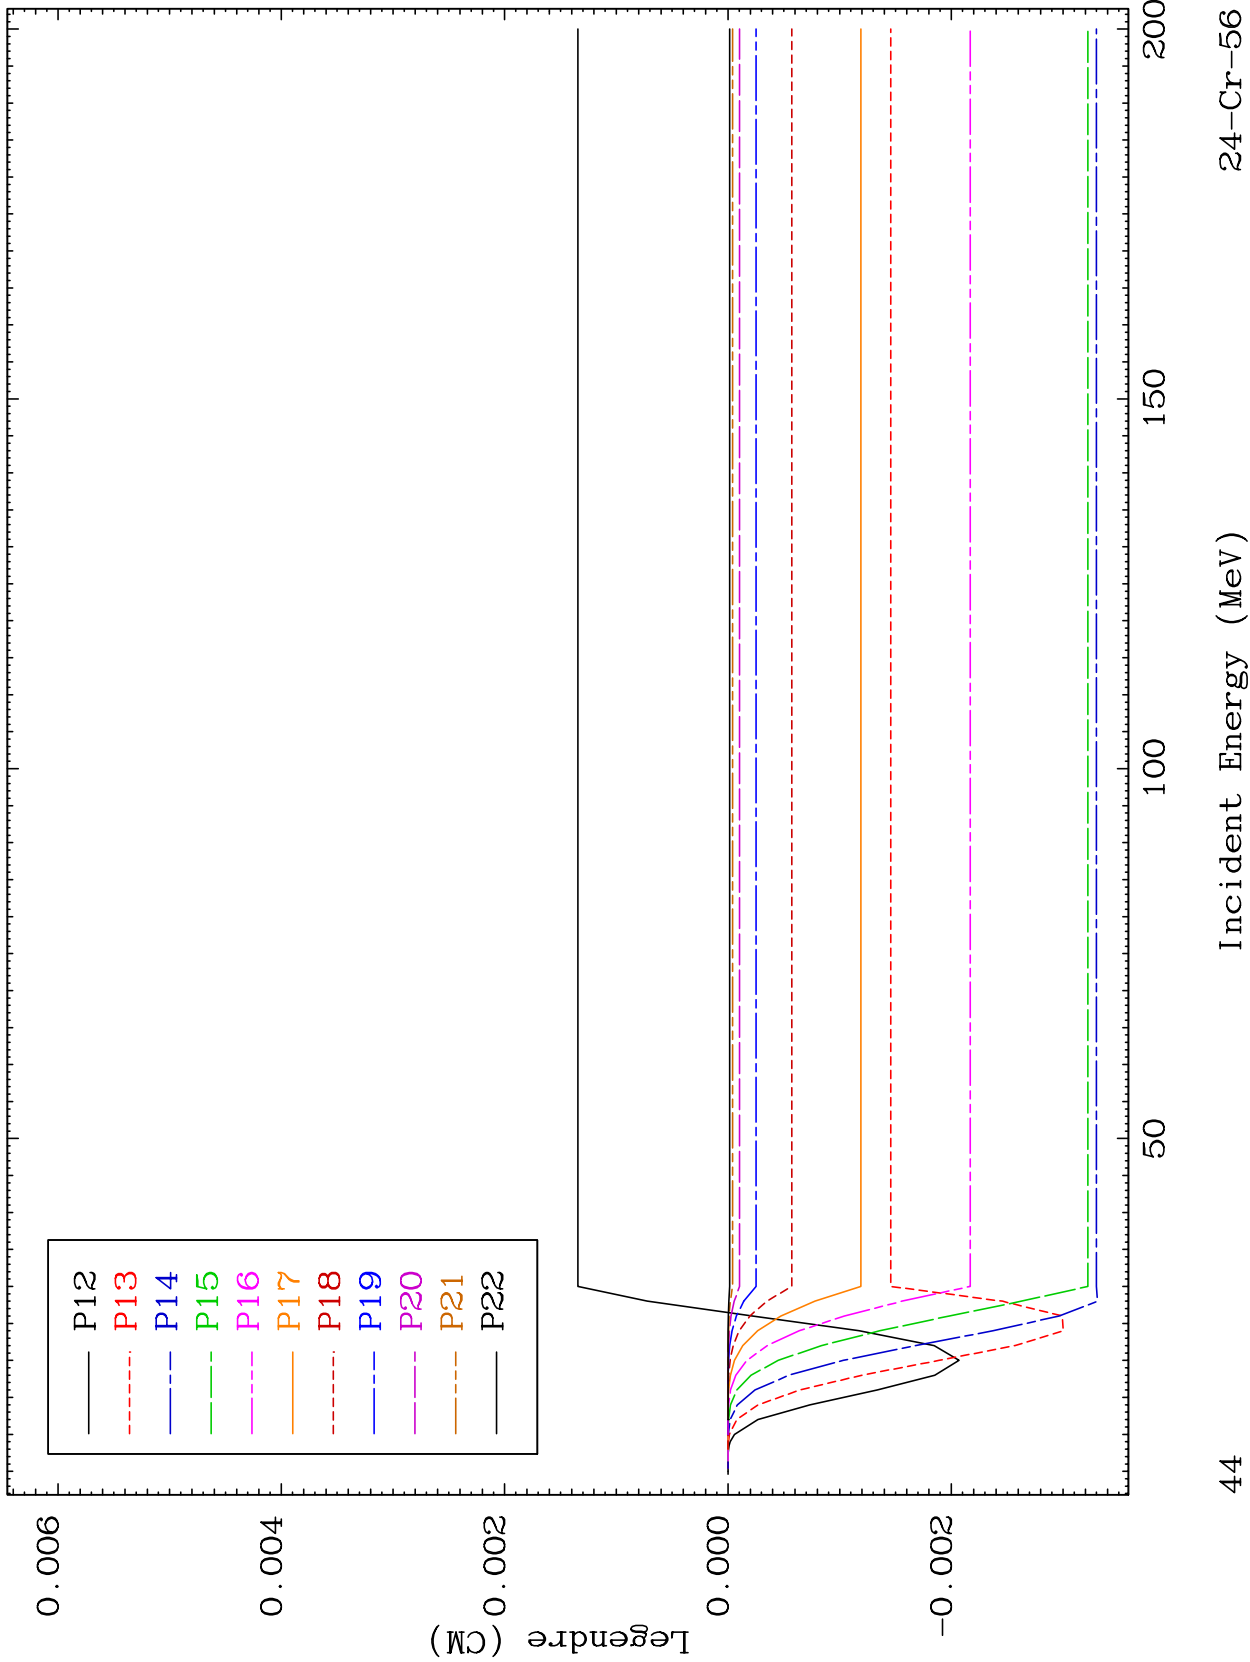 0.006
0.004
0.002
0.000
-0.002
Legendre (CM)
P12
P13
P14
P15
P16
P17
P18
P19
P20
P21
P22
50
100
150
200
Incident Energy (MeV)
44
24-Cr-56